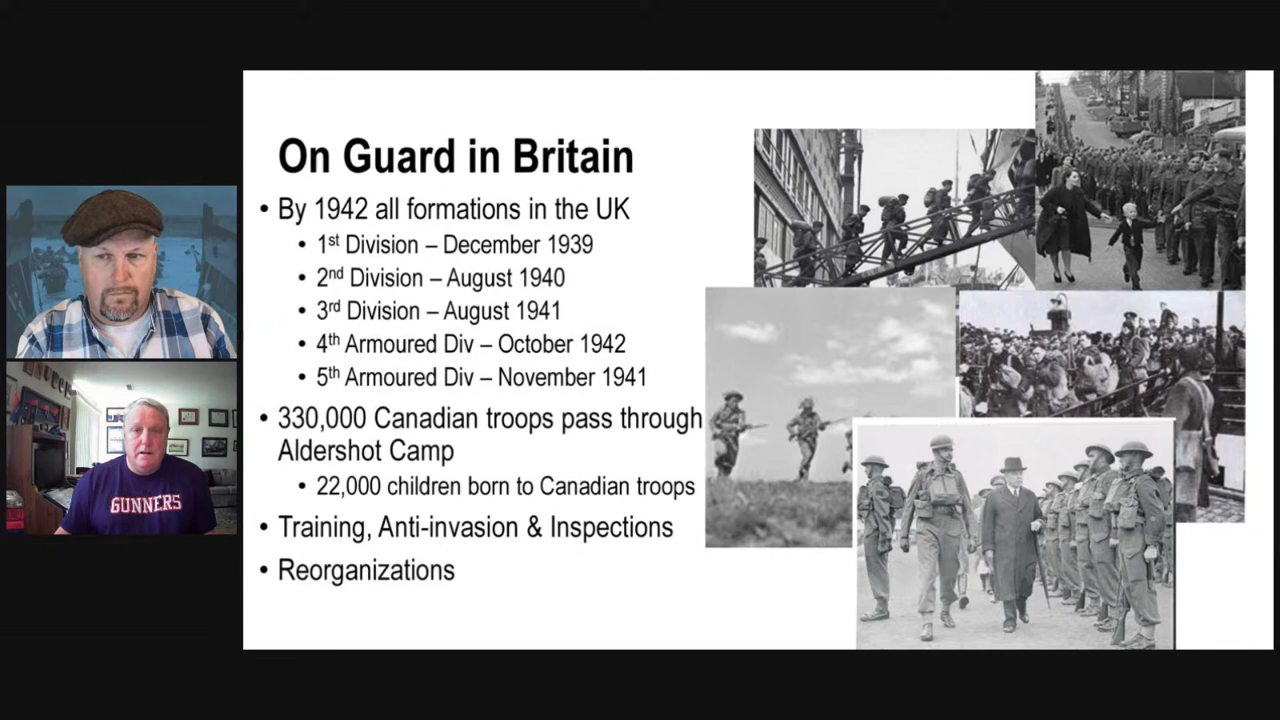 On Guard in Britain
• By 1942 all formations in the UK
• 1st Division – December 1939
• 2nd Division – August 1940
• 3rd Division – August 1941
• 4th Armoured Div – October 1942
• 5th Armoured Div – November 1941
• 330,000 Canadian troops pass through
Aldershot Camp
• 22,000 children born to Canadian troops
• Training, Anti-invasion & Inspections
• Reorganizations
GUNNERS